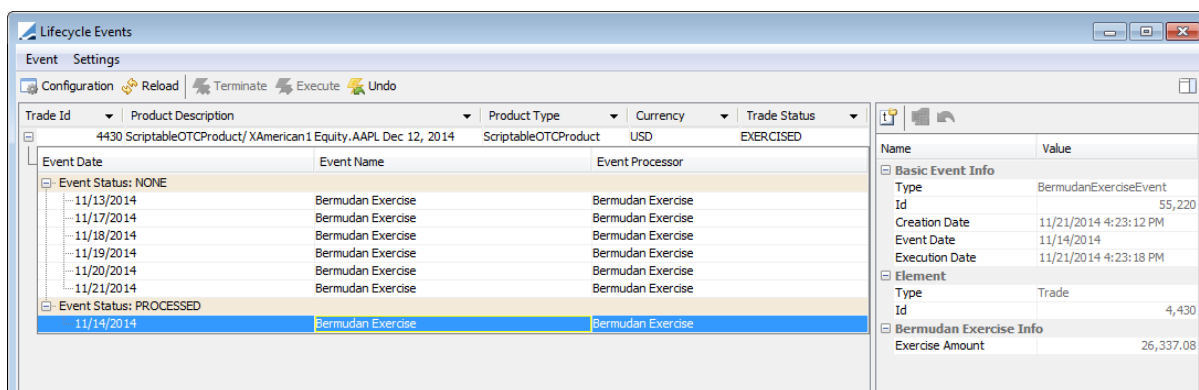 Lifecycle Events
Event Settings
Configuration Reload Terminate Execute Undo
Trade Id Product Description Product Type Currency Trade Status
4430 ScriptableOTCProduct/ XAmerican1 Equity.AAPL Dec 12, 2014 ScriptableOTCProduct USD EXERCISED
Event Date Event Name Event Processor
Event Status: NONE
11/13/2014 Bermudan Exercise Bermudan Exercise
11/17/2014 Bermudan Exercise Bermudan Exercise
11/18/2014 Bermudan Exercise Bermudan Exercise
11/19/2014 Bermudan Exercise Bermudan Exercise
11/20/2014 Bermudan Exercise Bermudan Exercise
11/21/2014 Bermudan Exercise Bermudan Exercise
Event Status: PROCESSED
11/14/2014 Bermudan Exercise Bermudan Exercise
Name Value
Basic Event Info
Type BermudanExerciseEvent
Id 55,220
Creation Date 11/21/2014 4:23:12 PM
Event Date 11/14/2014
Execution Date 11/21/2014 4:23:18 PM
Element
Type Trade
Id 4,430
Bermudan Exercise Info
Exercise Amount 26,337.08